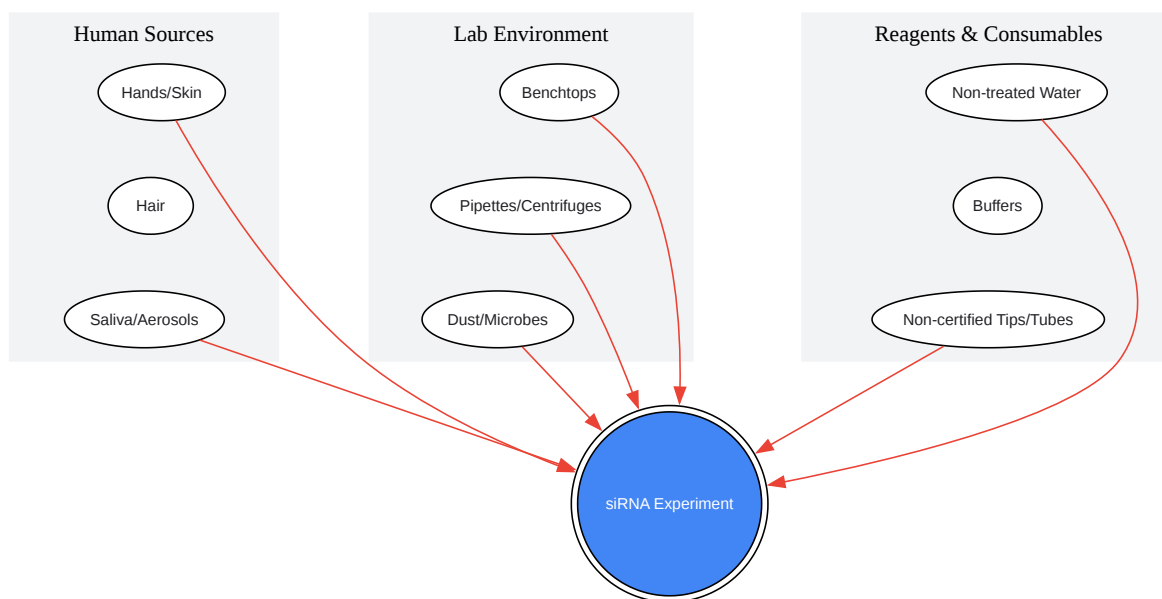 Human Sources
Hands/Skin
Hair
Saliva/Aerosols
Lab Environment
Benchtops
Pipettes/Centrifuges
Dust/Microbes
Reagents & Consumables
Non-treated Water
Buffers
Non-certified Tips/Tubes
siRNA Experiment